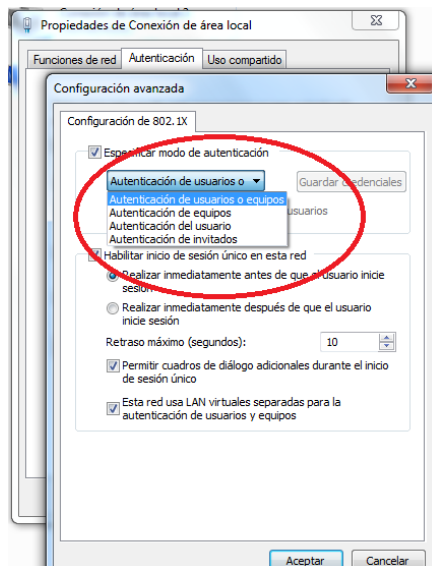 Propiedades de Conexión de área local
Funciones de red Autenticación Uso compartido
Configuración avanzada
Configuración de 802.1X
Especificar modo de autenticación
Autenticación de usuarios o Guardar credenciales
Autenticación de usuarios o equipos
usuarios
Autenticación de equipos
Autenticación del usuario
Autenticación de invitados
Habilitar inicio de sesión único en esta red
Realizar inmediatamente antes de que el usuario inicie
sesión
Realizar inmediatamente después de que el usuario
inicie sesión
Retraso máximo (segundos): 10
Permitir cuadros de diálogo adicionales durante el inicio
de sesión único
Esta red usa LAN virtuales separadas para la
autenticación de usuarios y equipos
Aceptar Cancelar